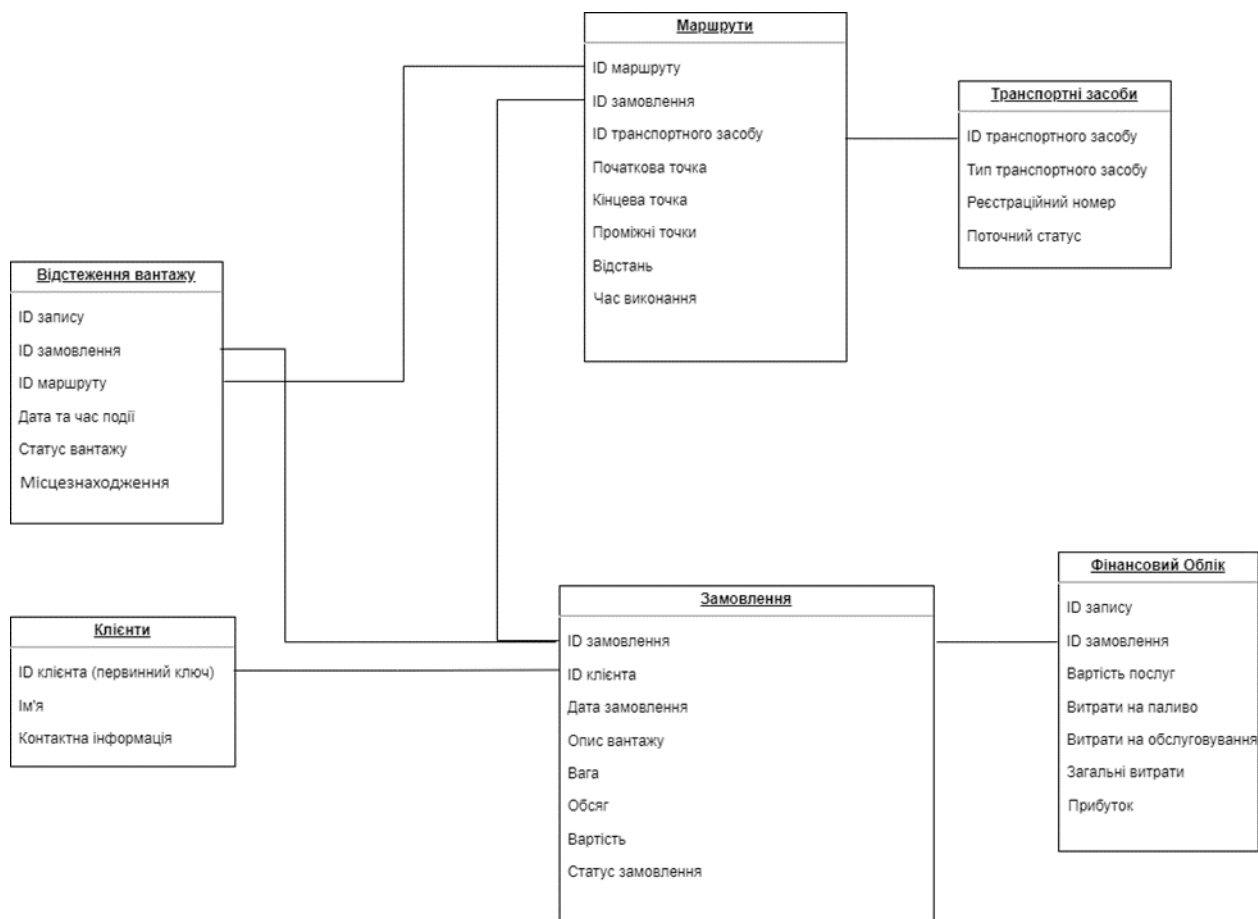 Маршрути
ID маршруту
ID замовлення
ID транспортного засобу
Початкова точка
Кінцева точка
Проміжні точки
Відстань
Час виконання
Транспортні засоби
ID транспортного засобу
Тип транспортного засобу
Реєстраційний номер
Поточний статус
Відстеження вантажу
ID запису
ID замовлення
ID маршруту
Дата та час події
Статус вантажу
Місцезнаходження
Клієнти
ID клієнта (первинний ключ)
Ім'я
Контактна інформація
Замовлення
ID замовлення
ID клієнта
Дата замовлення
Опис вантажу
Вага
Обсяг
Вартість
Статус замовлення
Фінансовий Облік
ID запису
ID замовлення
Вартість послуг
Витрати на паливо
Витрати на обслуговування
Загальні витрати
Прибуток